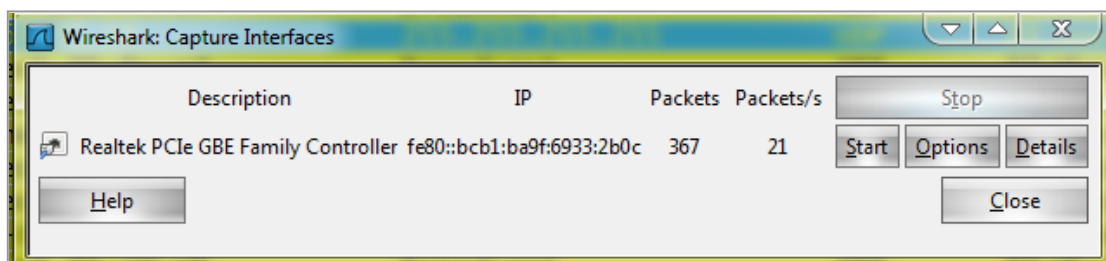 Wireshark: Capture Interfaces
Description IP Packets Packets/s Stop
Realtek PCIe GBE Family Controller fe80::bcb1:ba9f:6933:2b0c 367 21 Start Options Details
Help Close